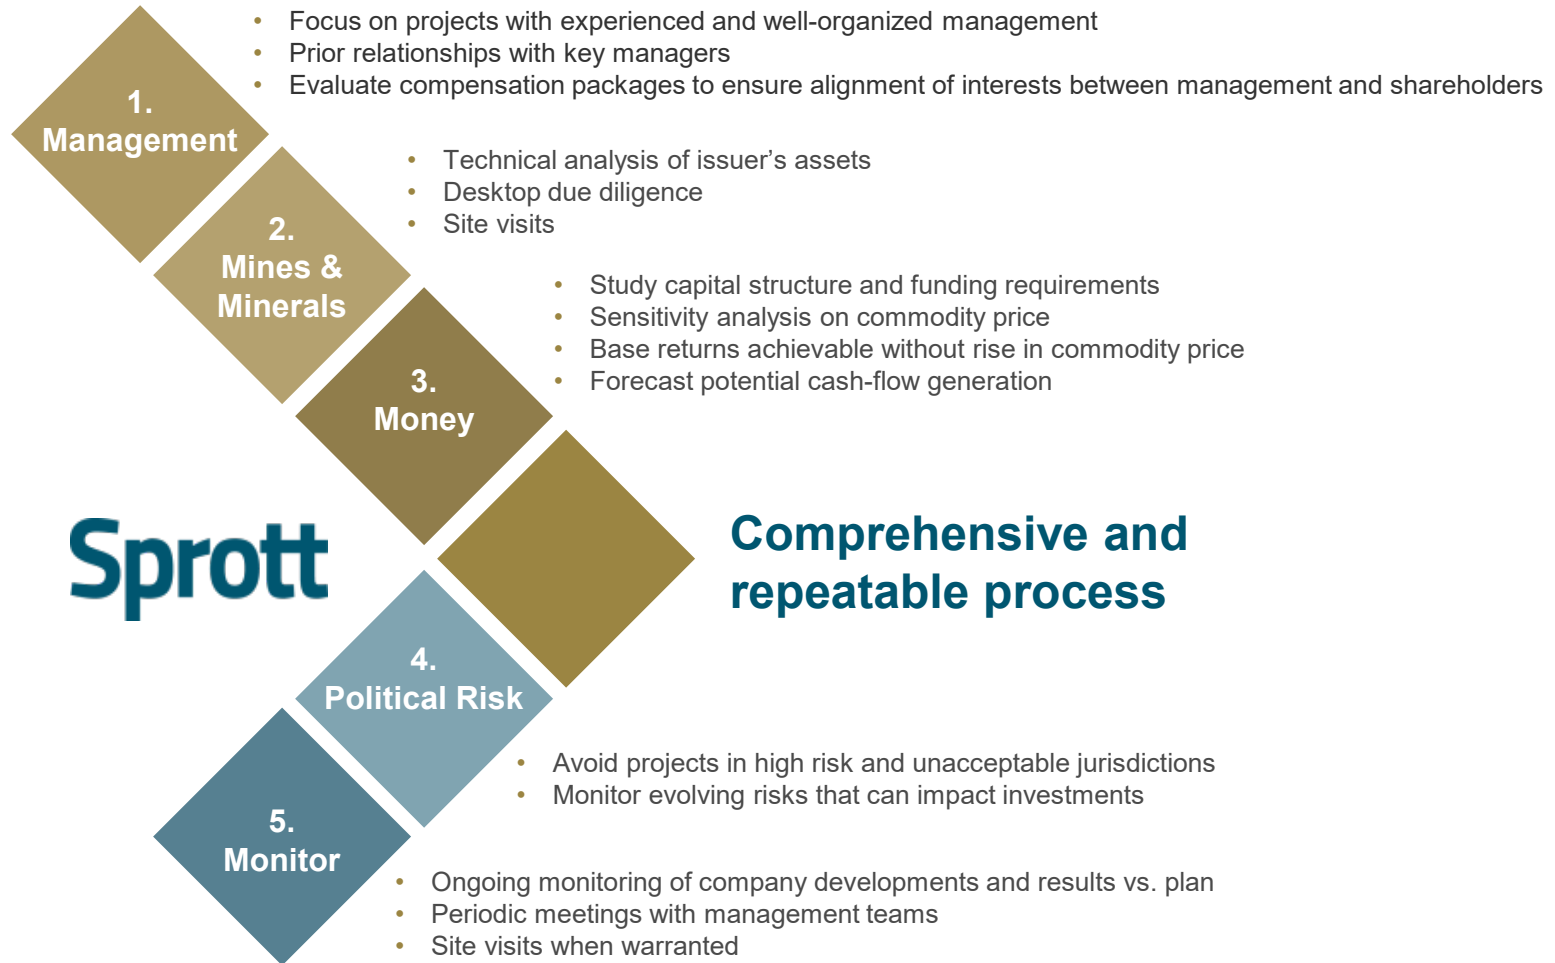 • Focus on projects with experienced and well-organized management
• Prior relationships with key managers
• Evaluate compensation packages to ensure alignment of interests between management and shareholders
1.
Management
• Technical analysis of issuer’s assets
• Desktop due diligence
• Site visits
2.
Mines &
Minerals
• Study capital structure and funding requirements
• Sensitivity analysis on commodity price
• Base returns achievable without rise in commodity price
• Forecast potential cash-flow generation
3.
Money
Sprott
Comprehensive and
repeatable process
4.
Political Risk
• Avoid projects in high risk and unacceptable jurisdictions
• Monitor evolving risks that can impact investments
5.
Monitor
• Ongoing monitoring of company developments and results vs. plan
• Periodic meetings with management teams
• Site visits when warranted